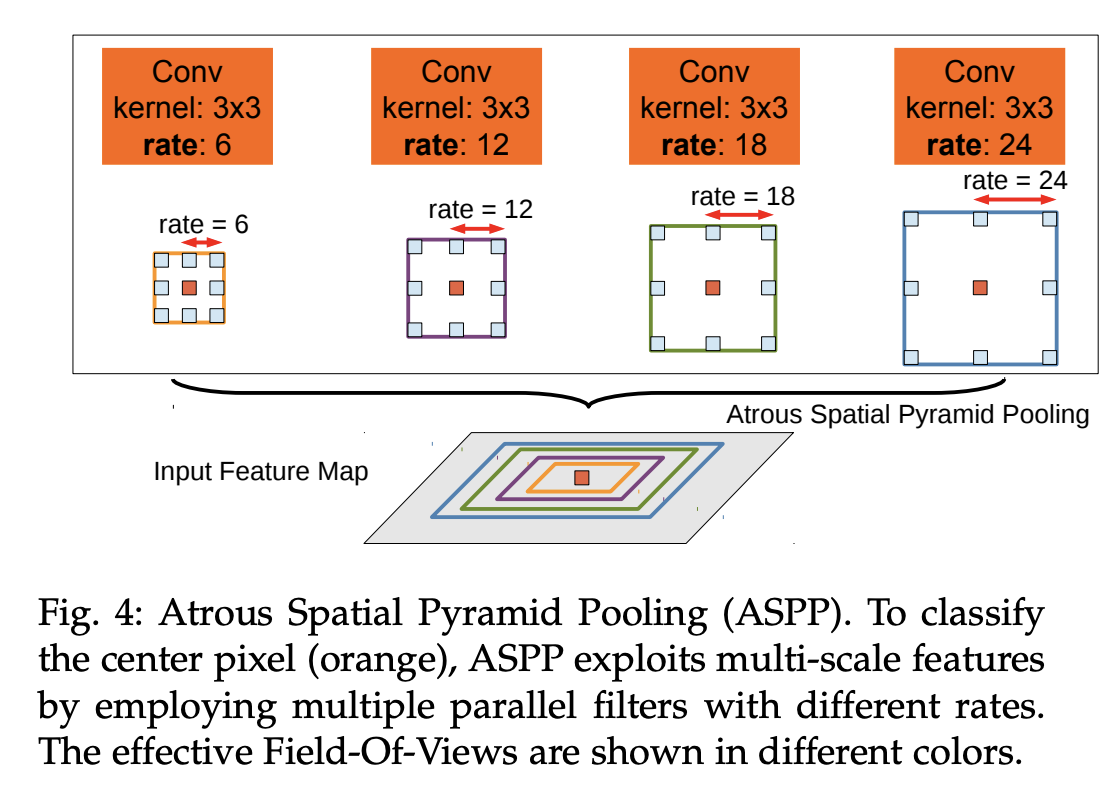 Conv
kernel: 3x3
rate: 6
Conv
kernel: 3x3
rate: 12
Conv
kernel: 3x3
rate: 18
Conv
kernel: 3x3
rate: 24
rate = 6
rate = 12
rate = 18
rate = 24
Atrous Spatial Pyramid Pooling
Input Feature Map
Fig. 4: Atrous Spatial Pyramid Pooling (ASPP). To classify
the center pixel (orange), ASPP exploits multi-scale features
by employing multiple parallel filters with different rates.
The effective Field-Of-Views are shown in different colors.